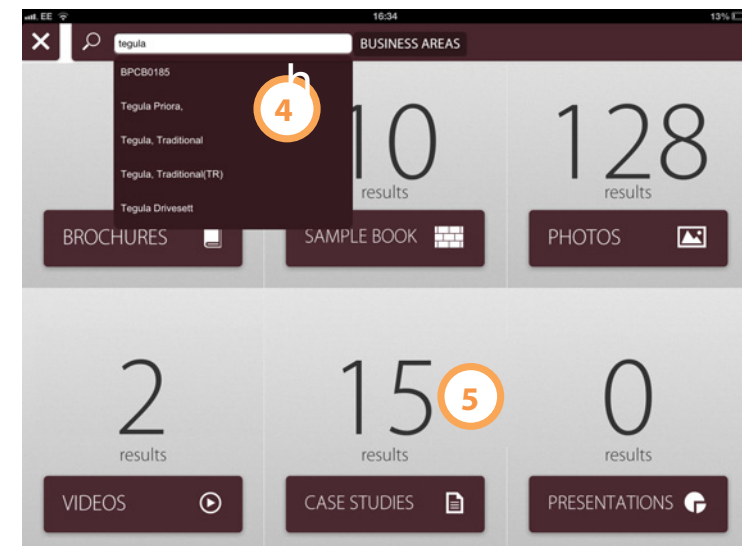 EE 16:34 13%
tegula BUSINESS AREAS
BPCB0185
h
4
Tegula Priora,
Tegula, Traditional
Tegula, Traditional(TR)
Tegula Drivesett
10
results
128
results
BROCHURES
SAMPLE BOOK
PHOTOS
2
results
15
results
5
0
results
VIDEOS
CASE STUDIES
PRESENTATIONS